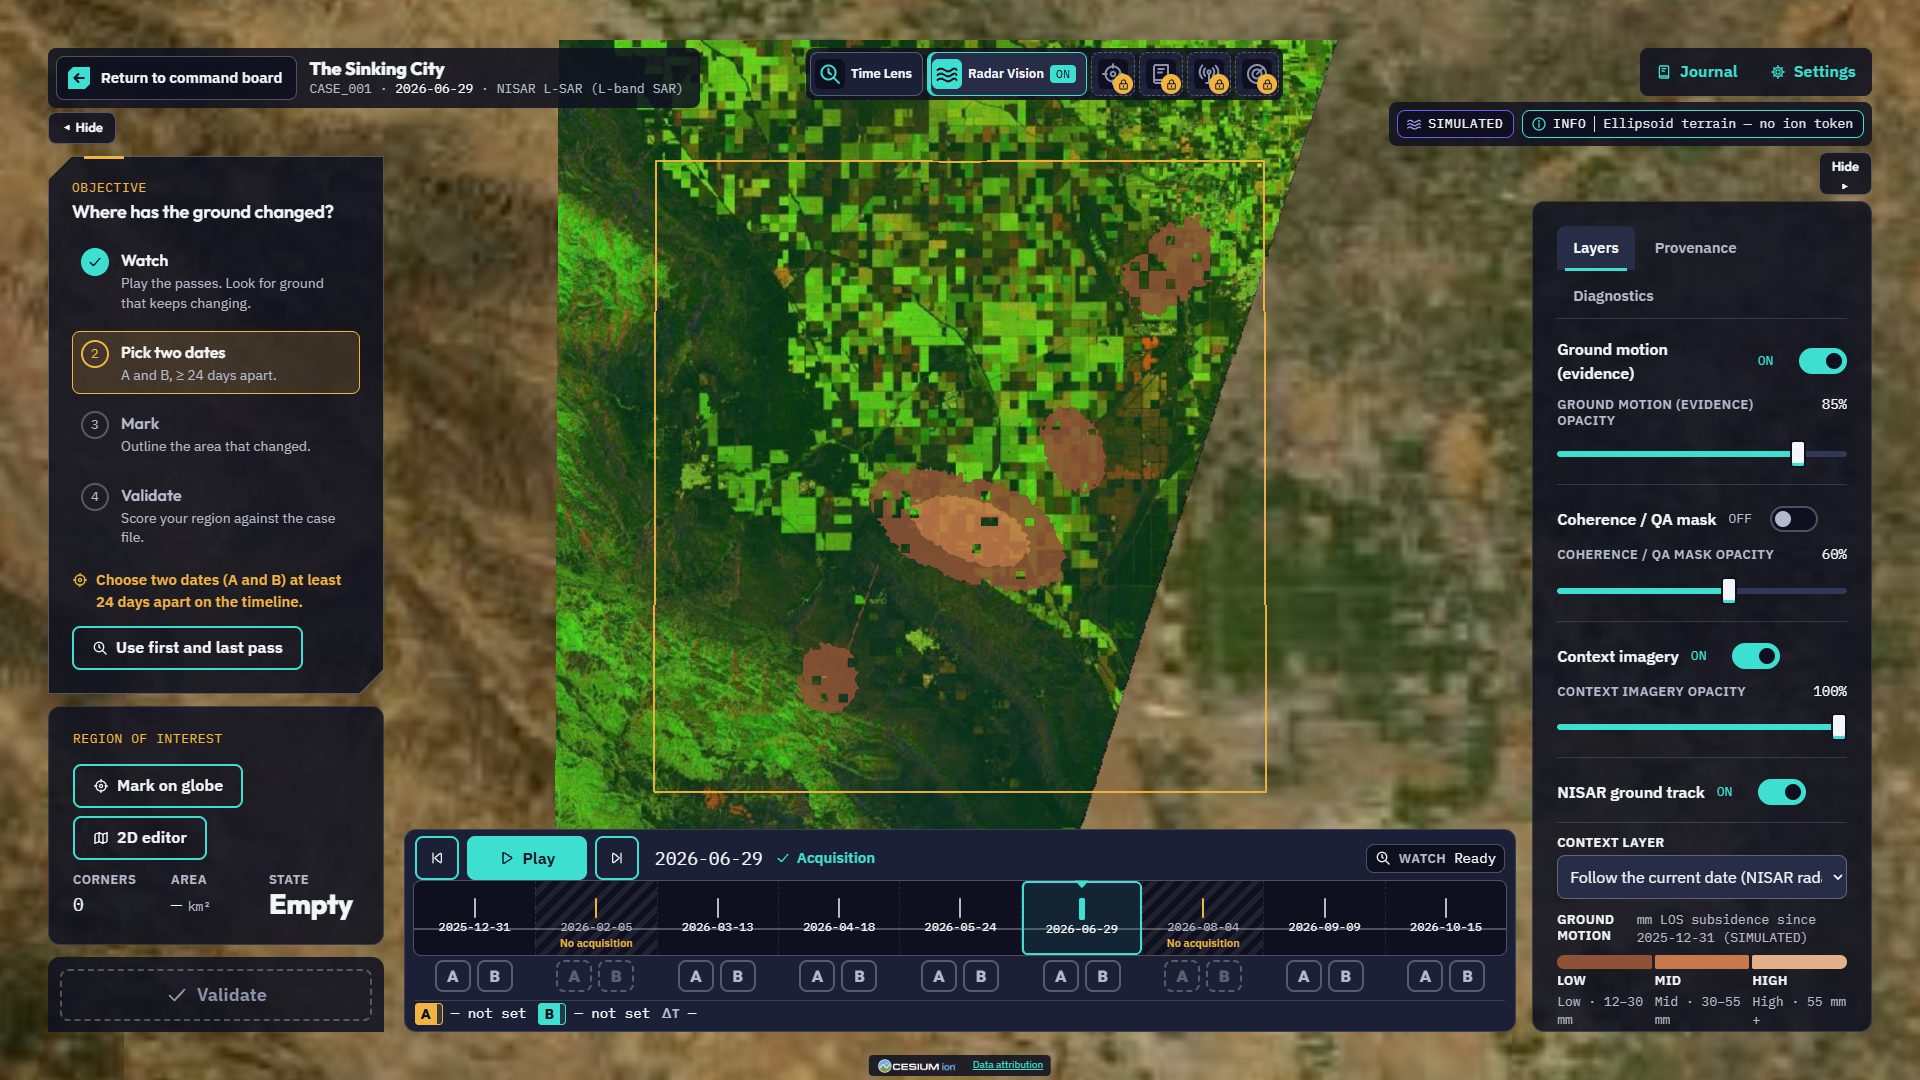 Return to command board
The Sinking City
CASE_001 · 2026-06-29 · NISAR L-SAR (L-band SAR)
Time Lens
Radar Vision ON
Journal
Settings
SIMULATED
INFO | Ellipsoid terrain — no ion token
◂ Hide
Hide
▸
OBJECTIVE
Where has the ground changed?
Watch
Play the passes. Look for ground
that keeps changing.
2
Pick two dates
A and B, ≥ 24 days apart.
3
Mark
Outline the area that changed.
4
Validate
Score your region against the case
file.
Choose two dates (A and B) at least
24 days apart on the timeline.
Use first and last pass
REGION OF INTEREST
Mark on globe
2D editor
CORNERS
AREA
STATE
0
— km²
Empty
Validate
Play
2026-06-29
Acquisition
WATCH Ready
2025-12-31
2026-02-05
No acquisition
2026-03-13
2026-04-18
2026-05-24
2026-06-29
2026-08-04
No acquisition
2026-09-09
2026-10-15
A B
A B
A B
A B
A B
A B
A B
A B
A B
A — not set B — not set ΔT —
Layers
Provenance
Diagnostics
Ground motion
(evidence)
ON
GROUND MOTION (EVIDENCE)
OPACITY
85%
Coherence / QA mask OFF
COHERENCE / QA MASK OPACITY 60%
Context imagery ON
CONTEXT IMAGERY OPACITY 100%
NISAR ground track ON
CONTEXT LAYER
Follow the current date (NISAR rada
GROUND
MOTION
mm LOS subsidence since
2025-12-31 (SIMULATED)
LOW
MID
HIGH
Low · 12–30
mm
Mid · 30–55
mm
High · 55 mm
+
CESIUM ion
Data attribution